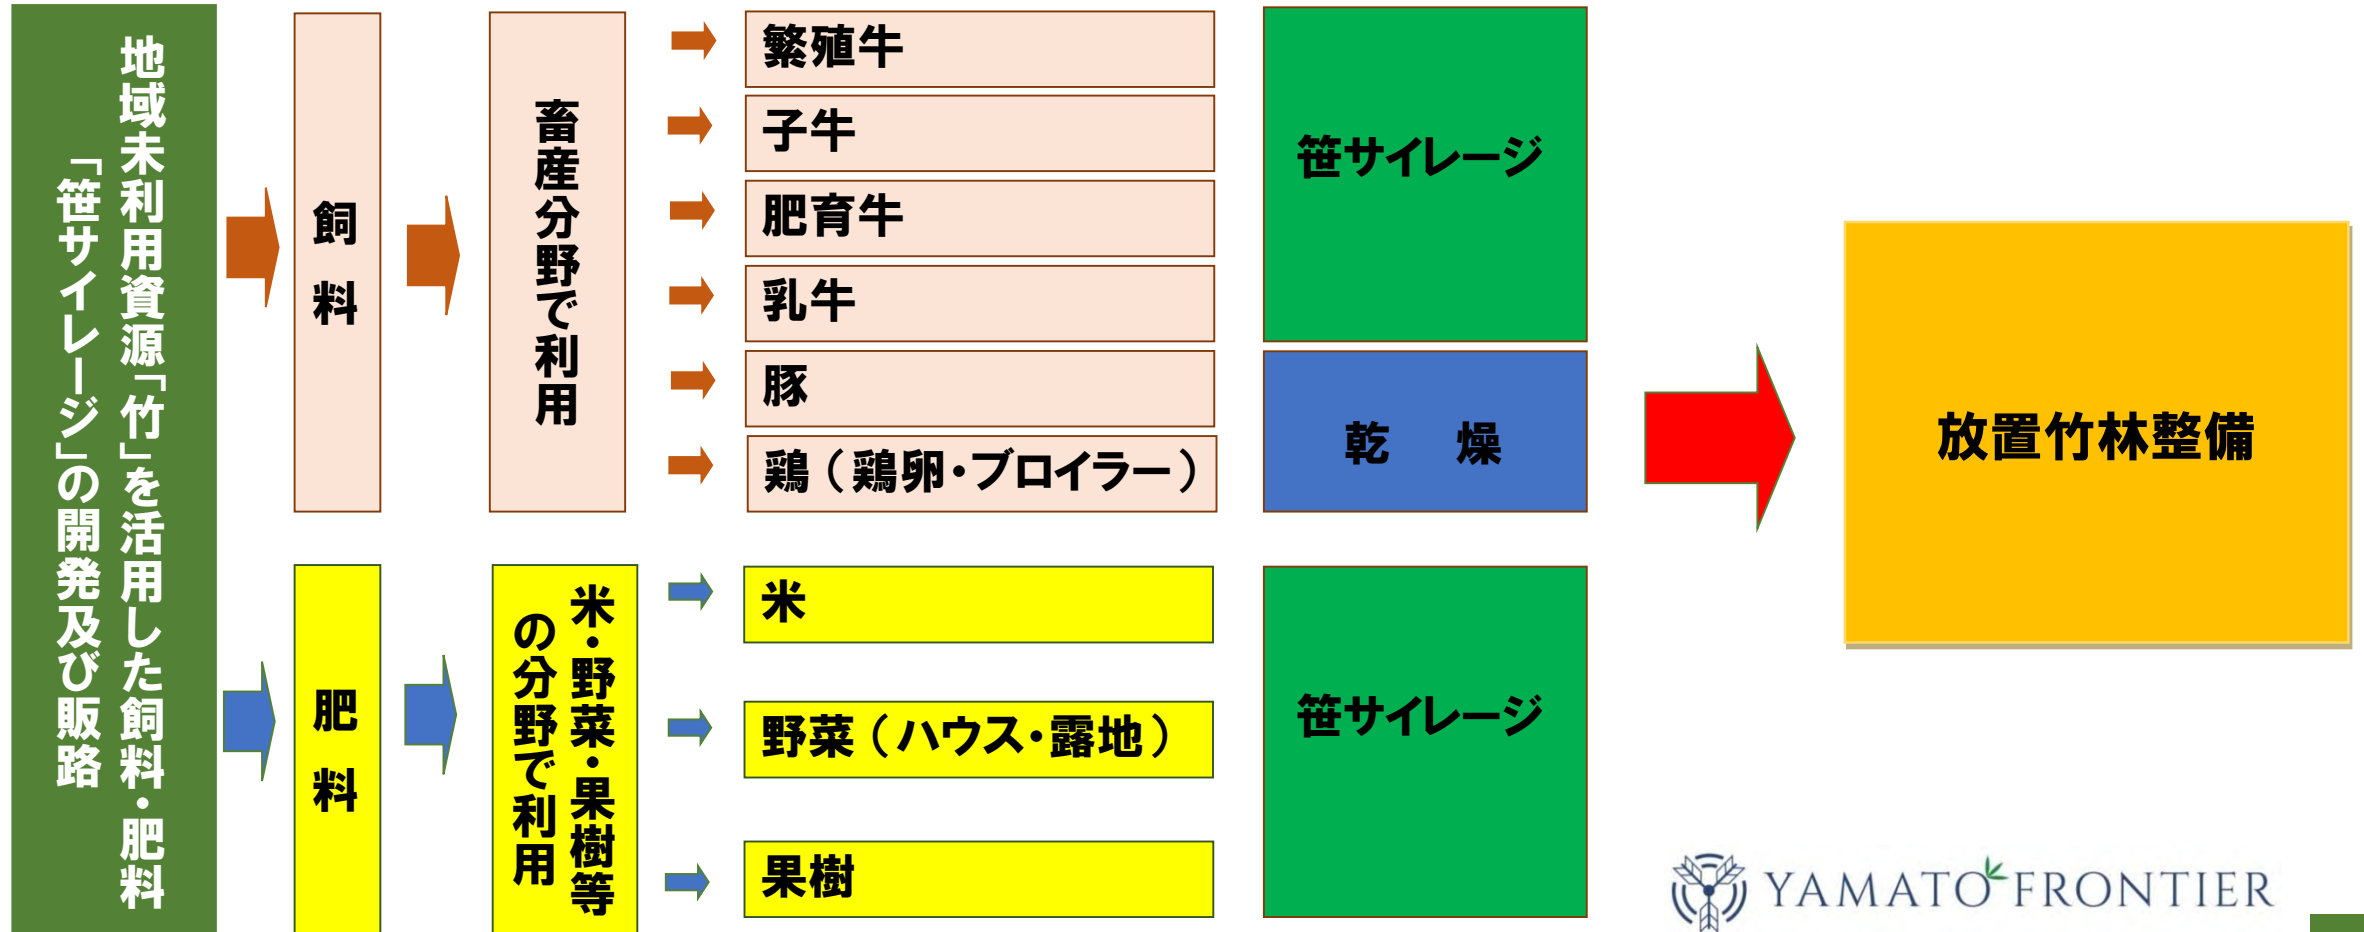 地域未利用資源「竹」を活用した飼料・肥料
「笹サイレージ」の開発及び販路
飼料
畜産分野で利用
繁殖牛
子牛
肥育牛
乳牛
豚
鶏（鶏卵・ブロイラー）
笹サイレージ
乾　燥
肥料
米・野菜・果樹等
の分野で利用
米
野菜（ハウス・露地）
果樹
笹サイレージ
放置竹林整備
YAMATO FRONTIER